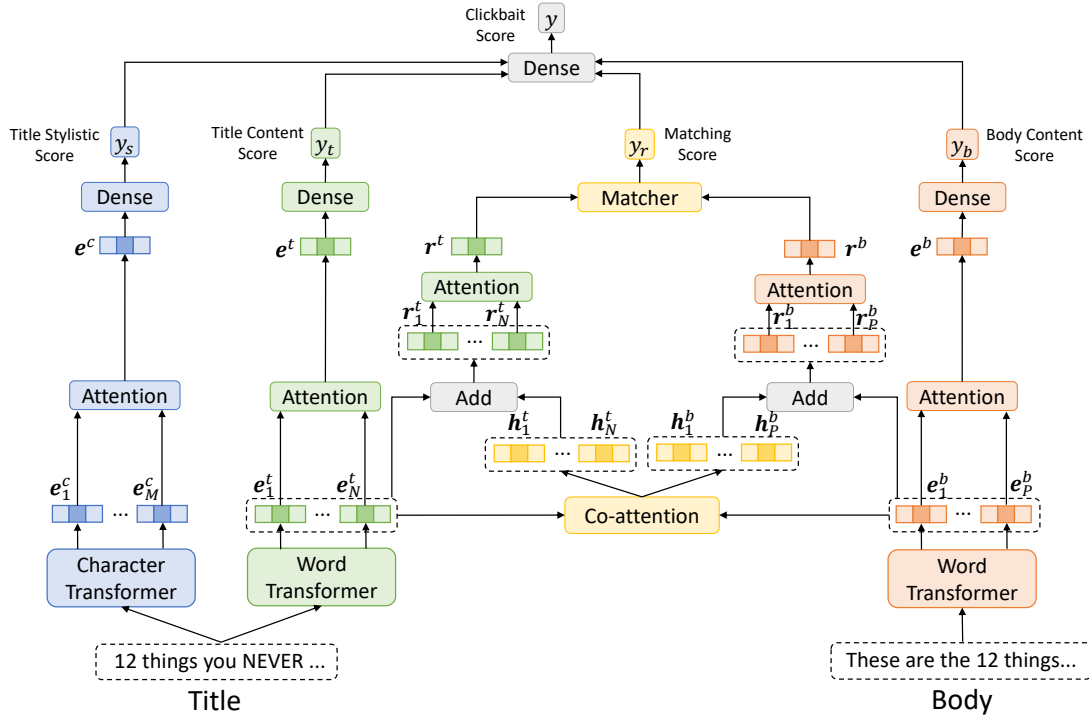 Clickbait
Score
y
Dense
Title Stylistic
Score
y_s
Title Content
Score
y_t
y_r
Matching
Score
y_b
Body Content
Score
Dense
Dense
Matcher
Dense
e^c
e^t
r^t
r^b
e^b
Attention
Attention
r_1^t
r_N^t
r_1^b
r_P^b
...
...
Attention
Attention
Add
Add
Attention
h_1^t
h_N^t
h_1^b
h_P^b
...
...
e_1^c
e_M^c
e_1^t
e_N^t
e_1^b
e_P^b
...
...
Co-attention
...
Character
Transformer
Word
Transformer
Word
Transformer
12 things you NEVER ...
These are the 12 things...
Title
Body